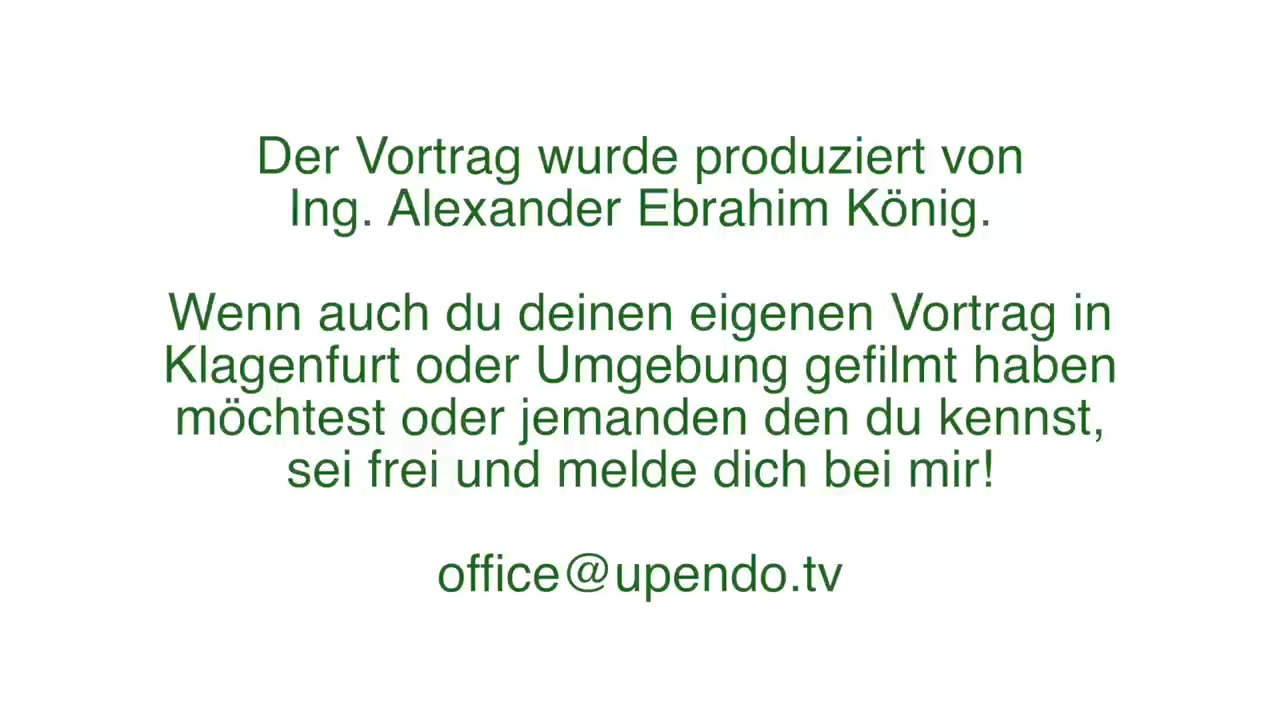 Der Vortrag wurde produziert von
Ing. Alexander Ebrahim König.
Wenn auch du deinen eigenen Vortrag in
Klagenfurt oder Umgebung gefilmt haben
möchtest oder jemanden den du kennst,
sei frei und melde dich bei mir!
office@upendo.tv